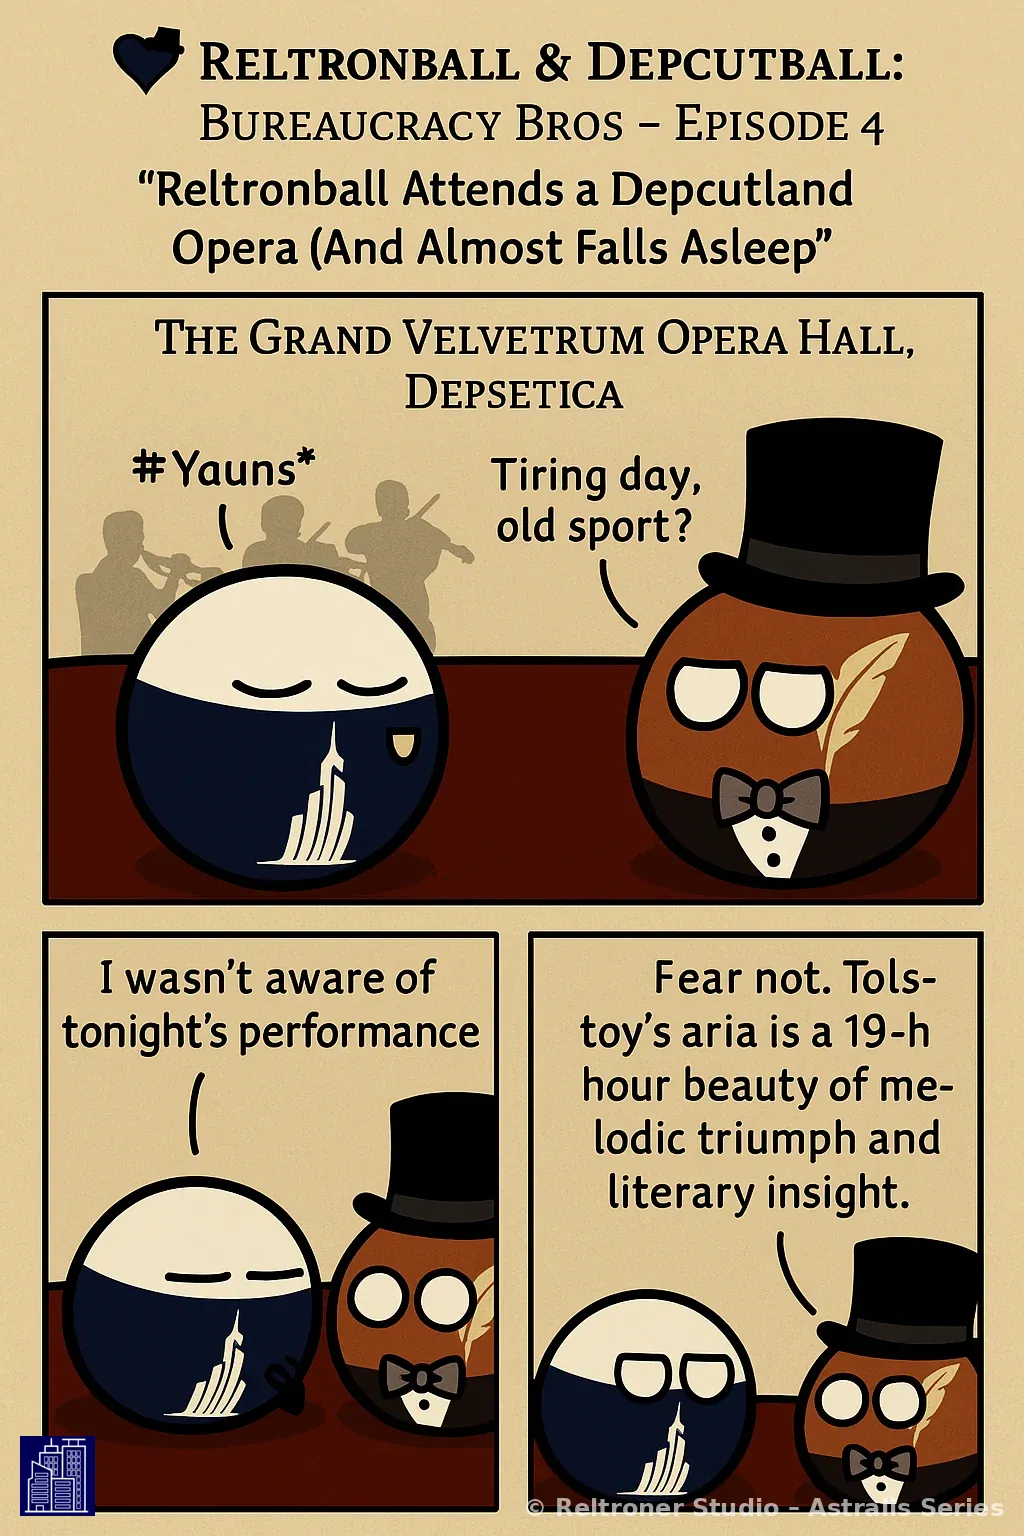 Reltronball & Depcutball:
Bureaucracy Bros – Episode 4
“Reltronball Attends a Depcutland
Opera (And Almost Falls Asleep”
The Grand Velvetrum Opera Hall,
Depsetica
#Yauns*
Tiring day,
old sport?
I wasn’t aware of
tonight’s performance
Fear not. Tols-
toy’s aria is a 19-h
hour beauty of me-
lodic triumph and
literary insight.
© Reltroner Studio – Astralis Series